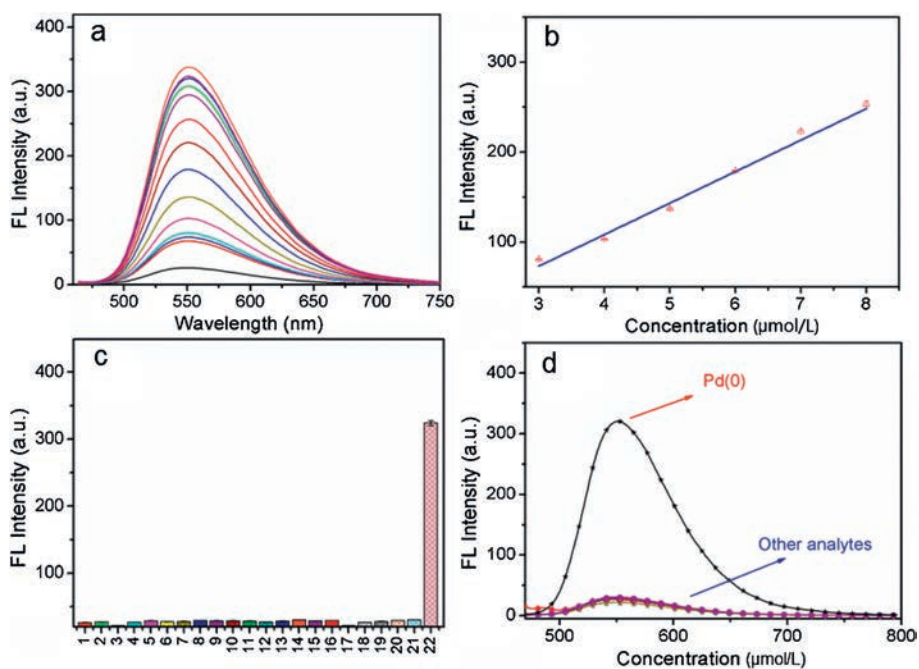 a
FL Intensity (a.u.)
400
300
200
100
0
500 550 600 650 700 750
Wavelength (nm)
b
FL Intensity (a.u.)
400
300
200
100
3 4 5 6 7 8
Concentration (μmol/L)
c
FL Intensity (a.u.)
400
300
200
100
1 2 3 4 5 6 7 8 9 10 11 12 13 14 15 16 17 18 19 20 21 22
d
FL Intensity (a.u.)
400
300
200
100
0
Pd(0)
Other analytes
500 600 700 800
Concentration (μmol/L)